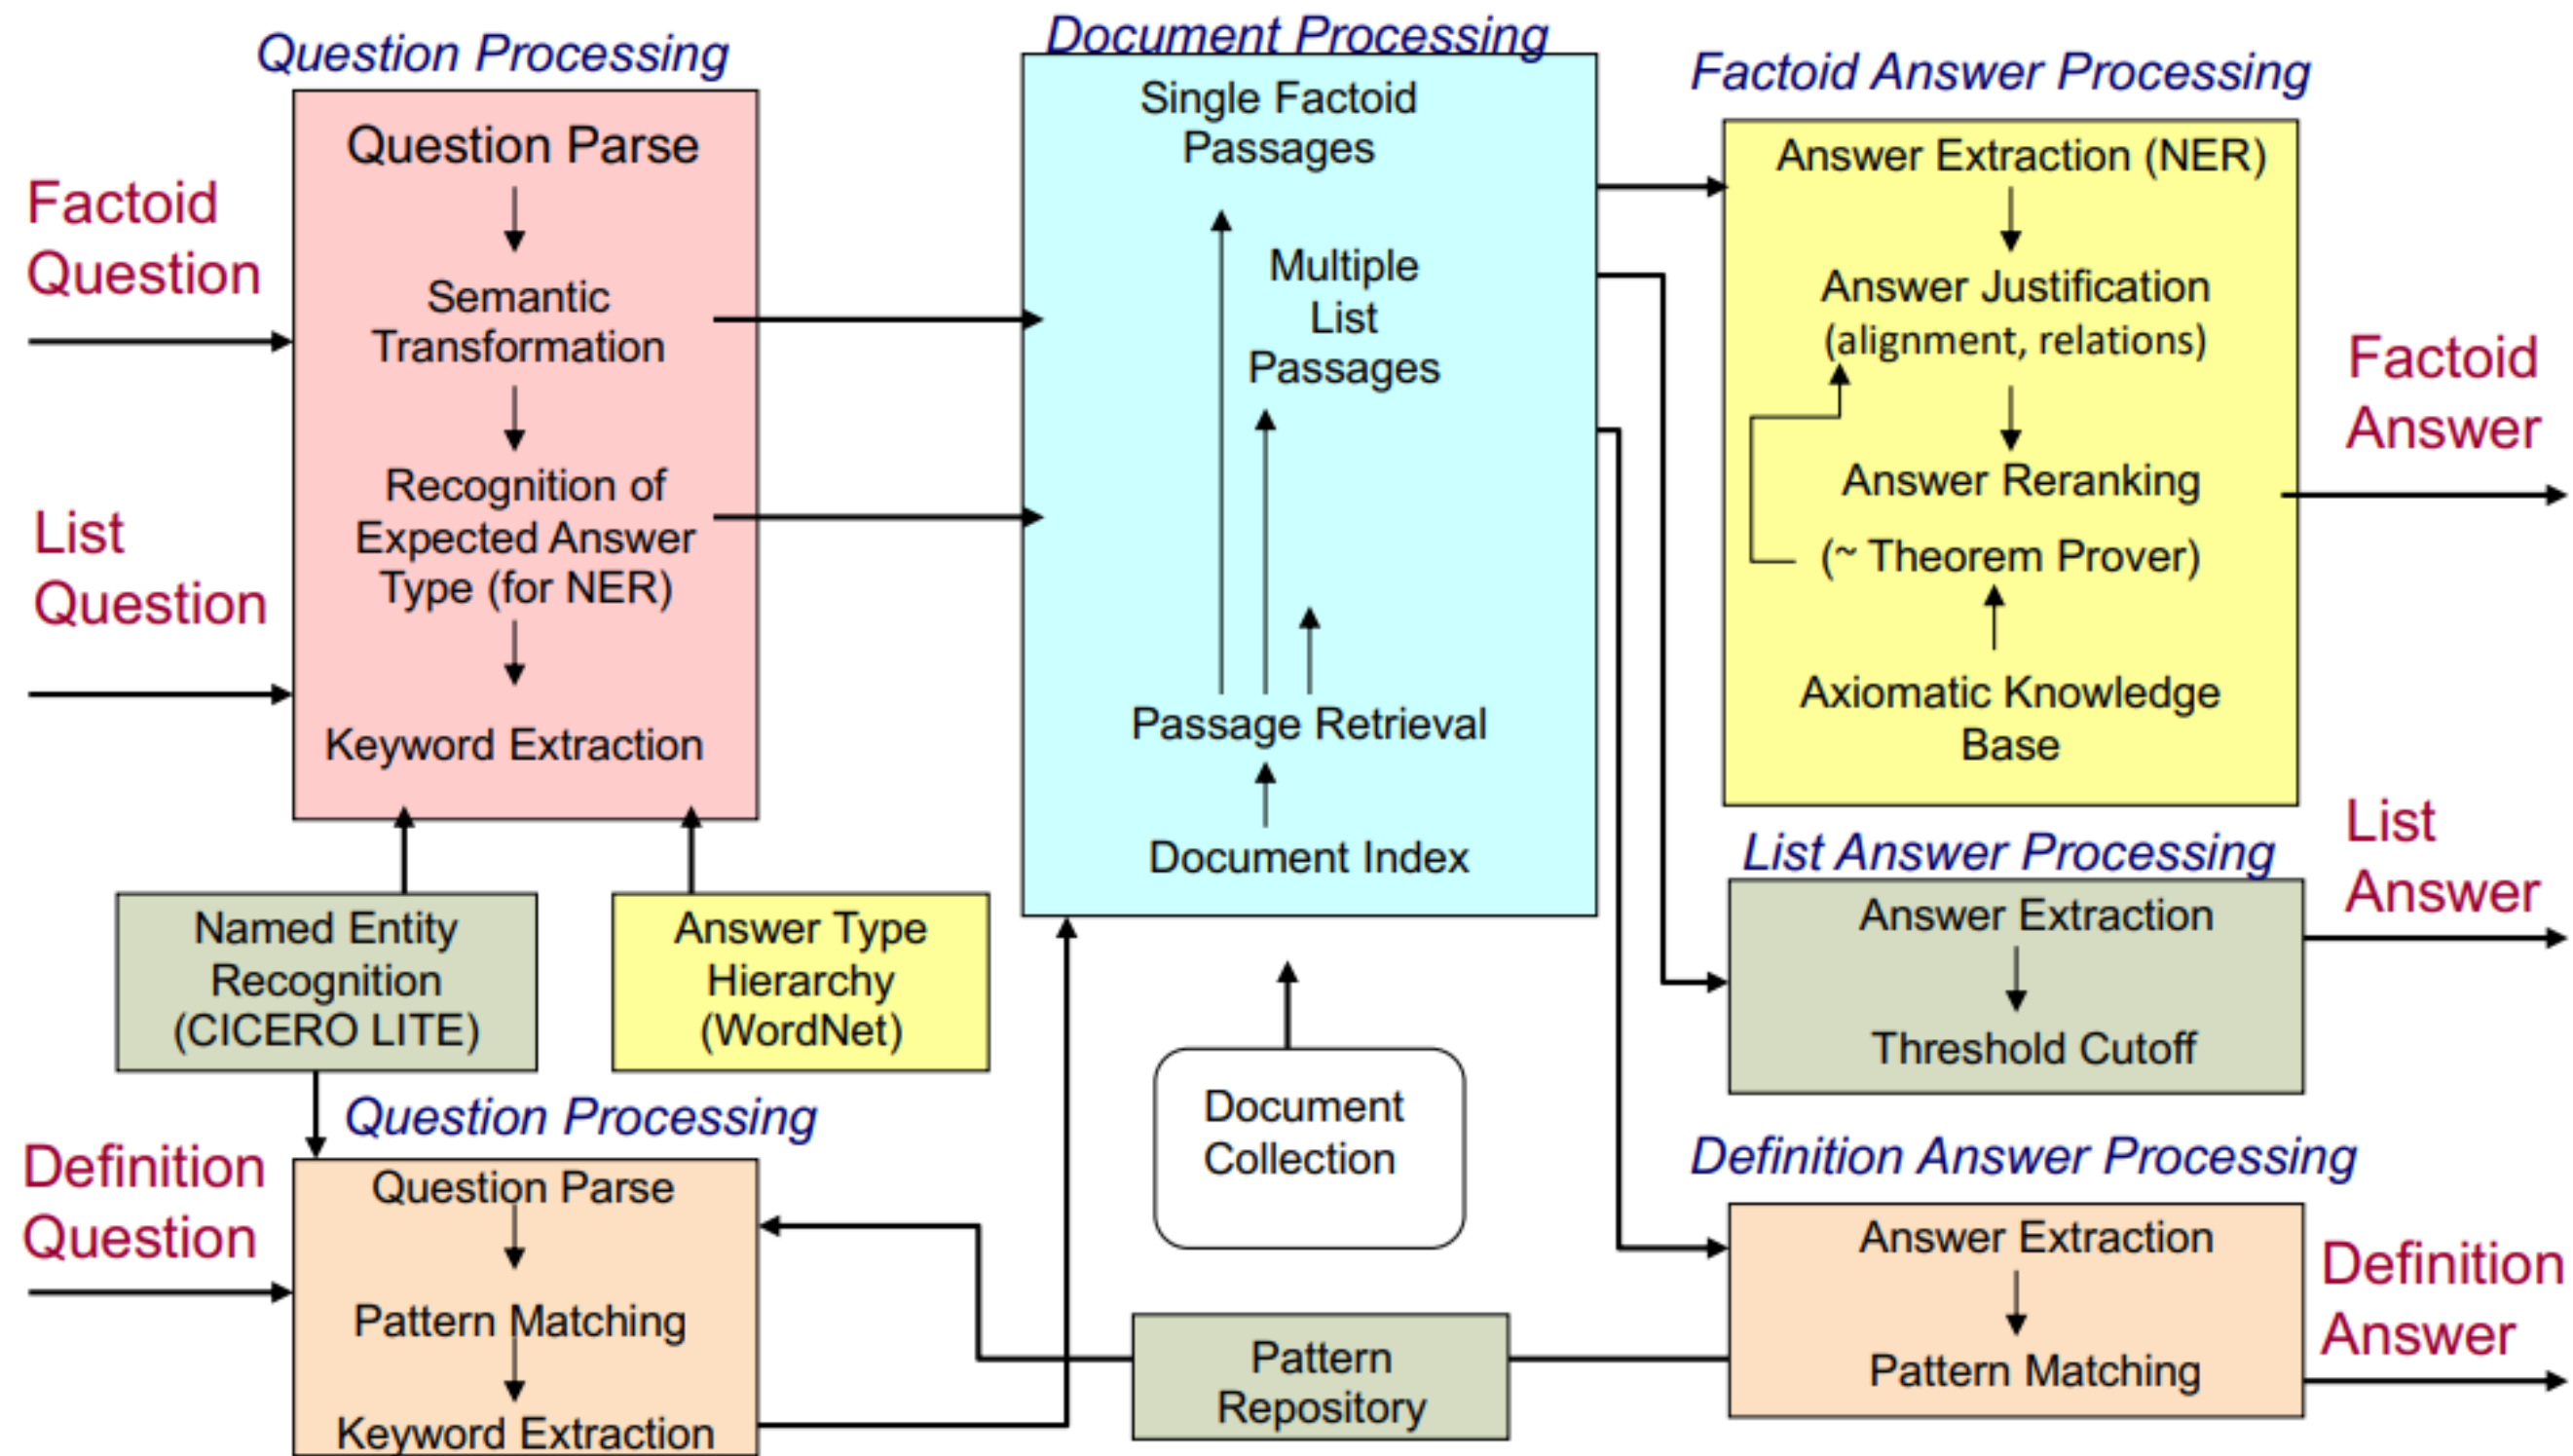 Question Processing
Document Processing
Factoid Answer Processing
Factoid
Question
List
Question
Question Parse
Semantic
Transformation
Recognition of
Expected Answer
Type (for NER)
Keyword Extraction
Single Factoid
Passages
Multiple
List
Passages
Passage Retrieval
Document Index
Answer Extraction (NER)
Answer Justification
(alignment, relations)
Answer Reranking
(~ Theorem Prover)
Axiomatic Knowledge
Base
Factoid
Answer
Named Entity
Recognition
(CICERO LITE)
Answer Type
Hierarchy
(WordNet)
Document
Collection
List Answer Processing
Answer Extraction
Threshold Cutoff
List
Answer
Question Processing
Definition
Question
Question Parse
Pattern Matching
Keyword Extraction
Pattern
Repository
Definition Answer Processing
Answer Extraction
Pattern Matching
Definition
Answer